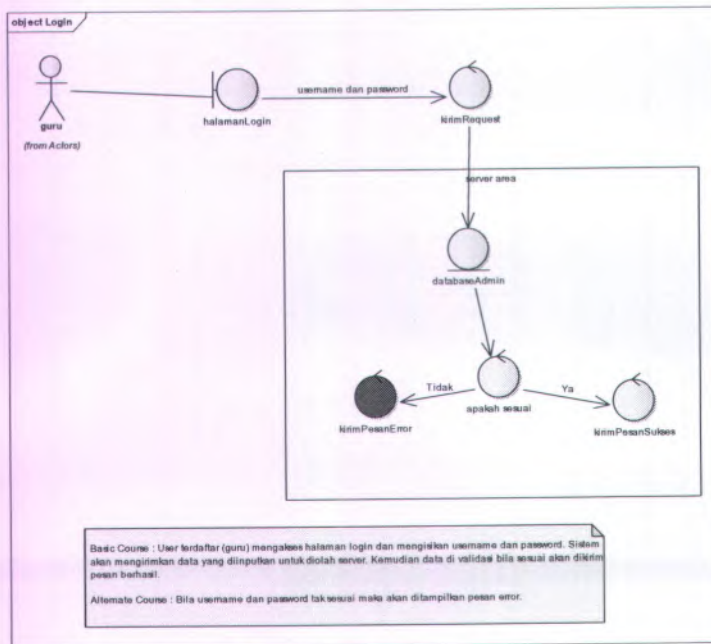 object Login
username dan password
guru
halamanLogin
kirimRequest
(from Actors)
server area
databaseAdmin
Tidak
Ya
apakah sesuai
kirimPesanError
kirimPesanSukses
Basic Course : User terdaftar (guru) mengakses halaman login dan mengisikan username dan password. Sistem
akan mengirimkan data yang diinputkan untuk diolah server. Kemudian data di validasi bila sesuai akan dikirim
pesan berhasil.
Alternate Course : Bila username dan password tak sesuai maka akan ditampilkan pesan error.